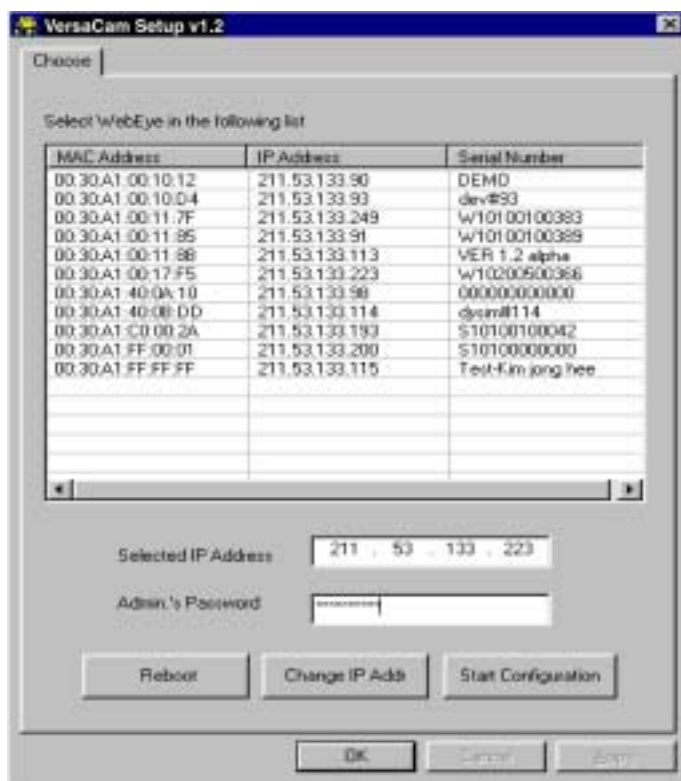 VersaCam Setup v1.2
Choose
Select WebEye in the following list
MAC Address IP Address Serial Number
00:30:A1:00:10:12 211.53.133.90 DEMO
00:30:A1:00:10:D4 211.53.133.93 dev#93
00:30:A1:00:11:7F 211.53.133.249 W10100100383
00:30:A1:00:11:85 211.53.133.91 W10100100389
00:30:A1:00:11:8B 211.53.133.113 VER 1.2 alpha
00:30:A1:00:17:F5 211.53.133.223 W10200500366
00:30:A1:40:0A:10 211.53.133.98 000000000000
00:30:A1:40:0B:DD 211.53.133.114
00:30:A1:C0:00:2A 211.53.133.193 S10100100042
00:30:A1:FF:00:01 211.53.133.200 S10100000000
00:30:A1:FF:FF:FF 211.53.133.115 Test-Kim jong hee
Selected IP Address 211 . 53 . 133 . 223
Admin.'s Password
Reboot Change IP Addr Start Configuration
OK Cancel Apply